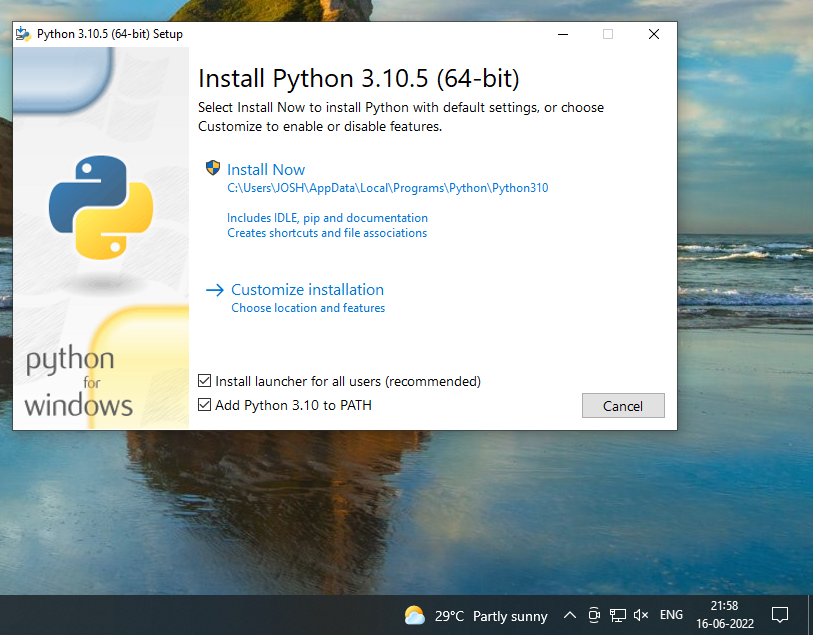 Python 3.10.5 (64-bit) Setup
Install Python 3.10.5 (64-bit)
Select Install Now to install Python with default settings, or choose
Customize to enable or disable features.
Install Now
C:\Users\JOSH\AppData\Local\Programs\Python\Python310
Includes IDLE, pip and documentation
Creates shortcuts and file associations
Customize installation
Choose location and features
python
for
windows
Install launcher for all users (recommended)
Add Python 3.10 to PATH
Cancel
29°C Partly sunny
ENG
21:58
16-06-2022